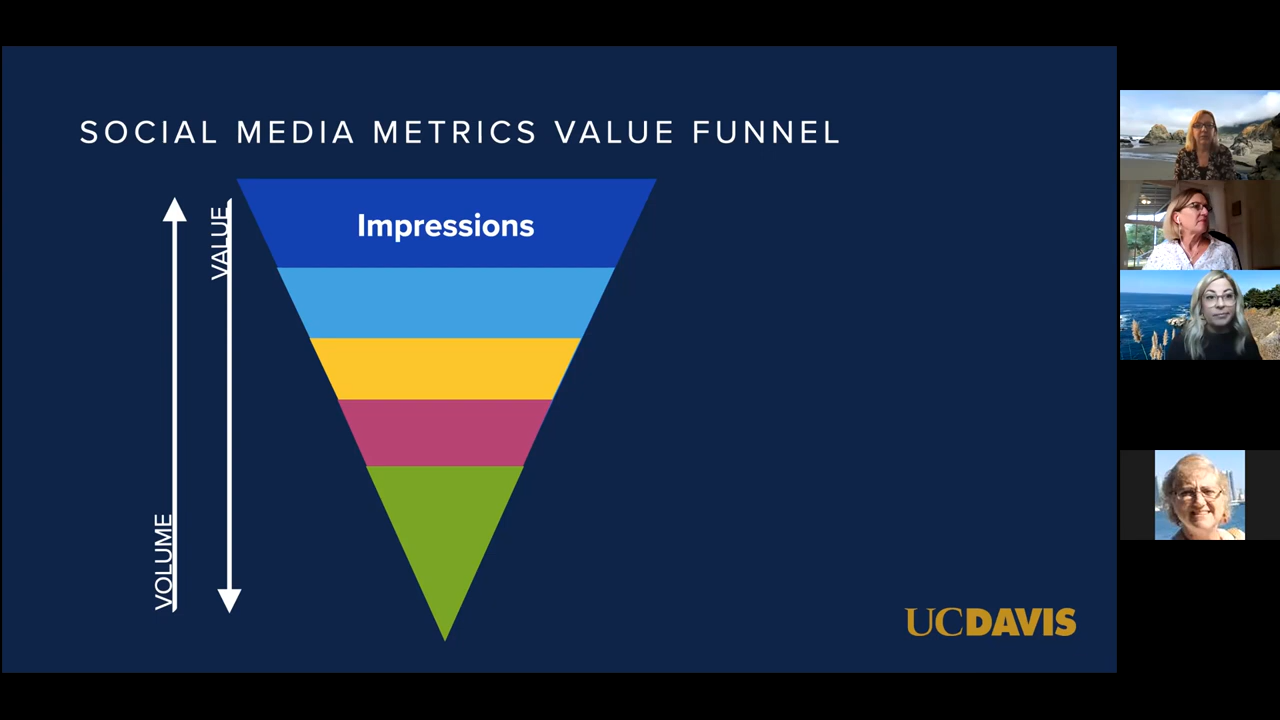 SOCIAL MEDIA METRICS VALUE FUNNEL
Impressions
VALUE
VOLUME
UCDAVIS